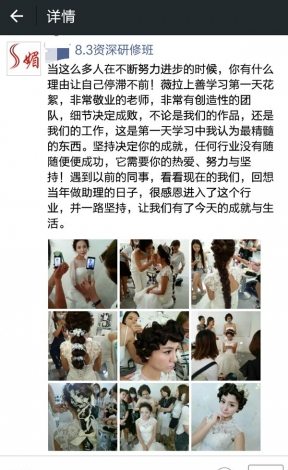 详情
媚
8.3资深研修班
当这么多人在不断努力进步的时候，你有什么
理由让自己停滞不前！薇拉上善学习第一天花
絮，非常敬业的老师，非常有创造性的团
队，细节决定成败，不论是我们的作品，还是
我们的工作，这是第一天学习中我认为最精髓
的东西。坚持决定你的成就，任何行业没有随
随便便成功，它需要你的热爱、努力与坚
持！遇到以前的同事，看看现在的我们，回想
当年做助理的日子，很感恩进入了这个行
业，并一路坚持，让我们有了今天的成就与生
活。